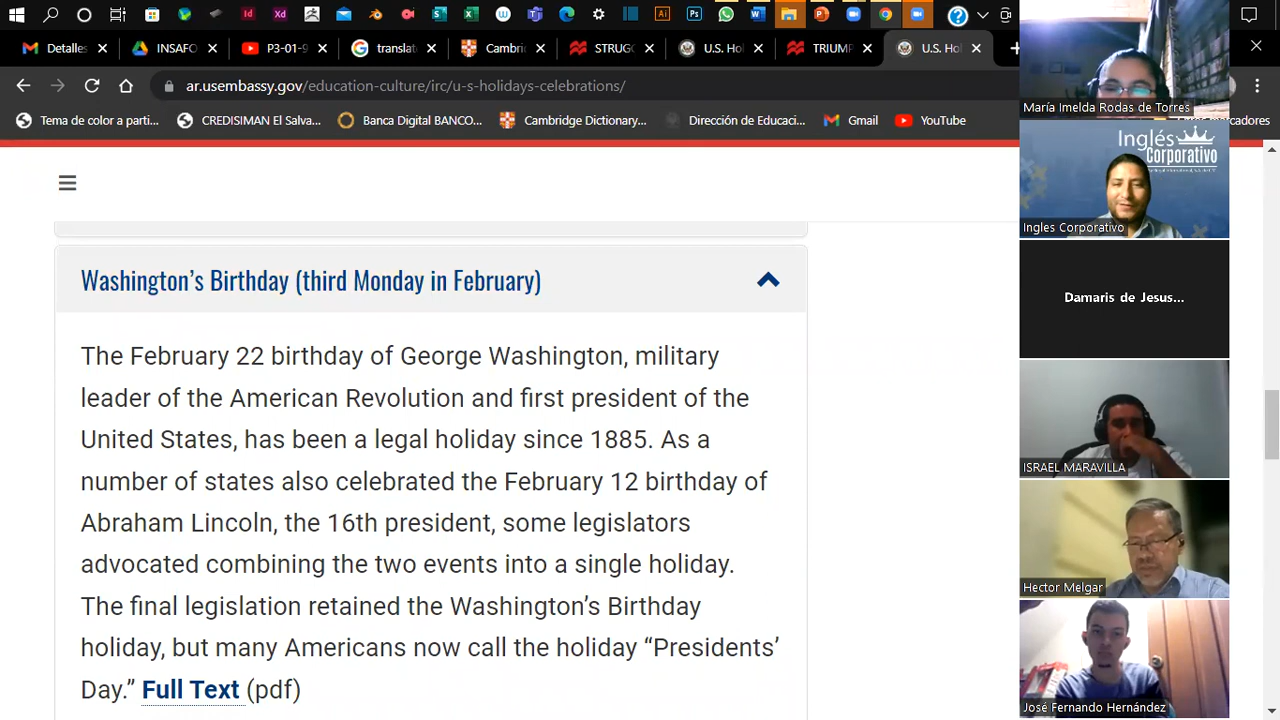 Detalles
INSAFO
P3-01-9
translat
Cambric
STRUGG
U.S. Hol
TRIUMP
U.S. Hol
ar.usembassy.gov/education-culture/irc/u-s-holidays-celebrations/
Tema de color a parti...
CREDISIMAN El Salva...
Banca Digital BANCO...
Cambridge Dictionary...
Dirección de Educaci...
Gmail
YouTube
Washington's Birthday (third Monday in February)
The February 22 birthday of George Washington, military
leader of the American Revolution and first president of the
United States, has been a legal holiday since 1885. As a
number of states also celebrated the February 12 birthday of
Abraham Lincoln, the 16th president, some legislators
advocated combining the two events into a single holiday.
The final legislation retained the Washington's Birthday
holiday, but many Americans now call the holiday “Presidents’
Day.” Full Text (pdf)
María Imelda Rodas de Torres
Inglés
Corporativo
Ingles Corporativo
Damaris de Jesus...
ISRAEL MARAVILLA
Hector Melgar
José Fernando Hernández